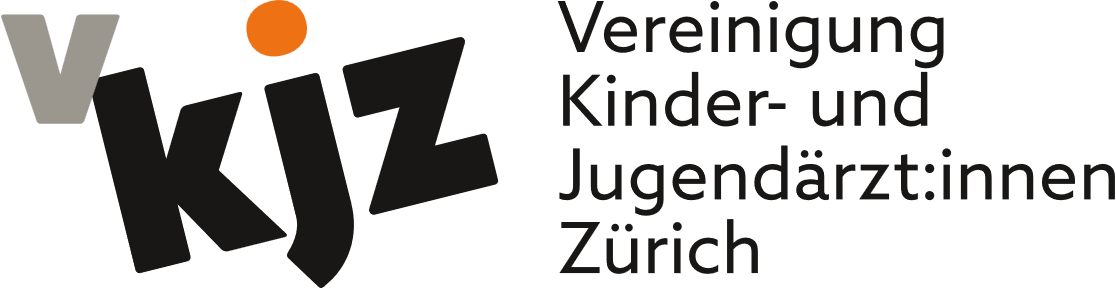 vkjz
Vereinigung
Kinder- und
Jugendärzt:innen
Zürich